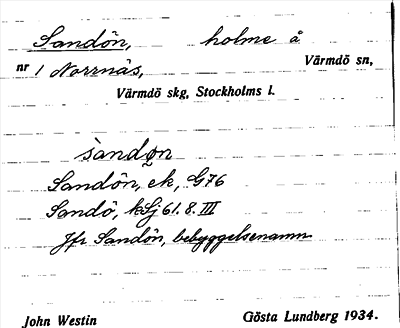 Sandön, holme å
nr 1 Norrnäs, Värmdö sn,
Värmdö skg, Stockholms l.
sandøn
Sandön, ek, G76
Sandö, kSj 61. 8. III
Jfr Sandön, bebyggelsenamn
John Westin Gösta Lundberg 1934.